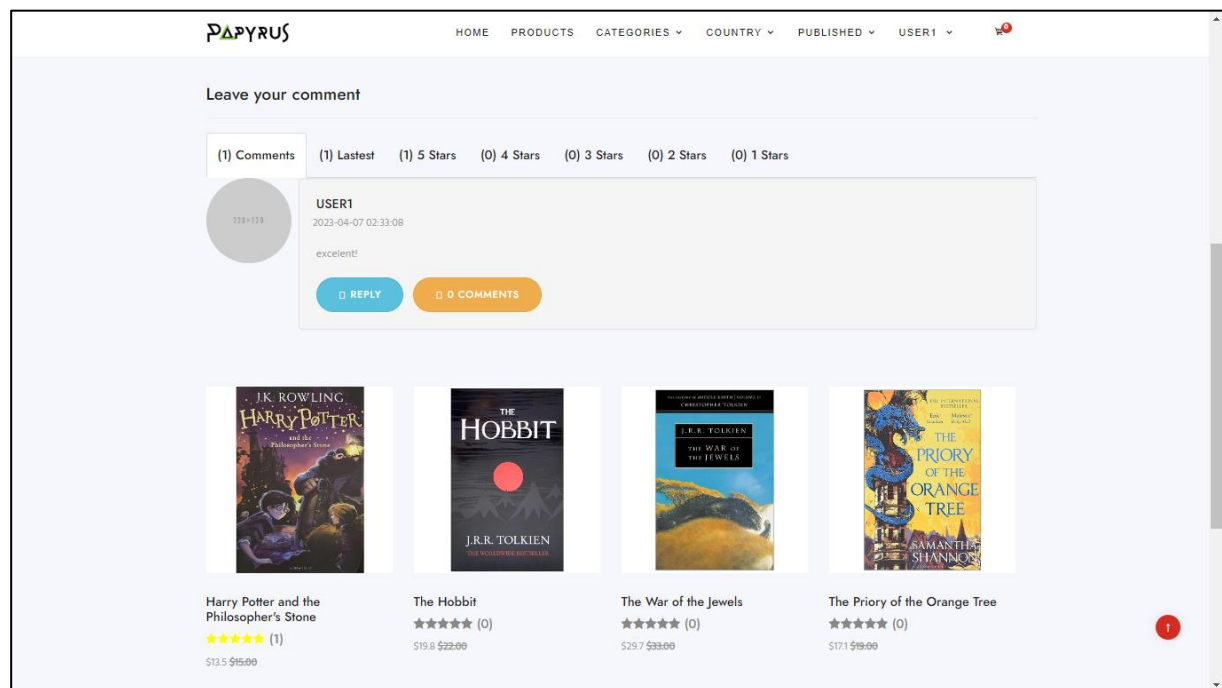 PAPYRUS
HOME PRODUCTS CATEGORIES COUNTRY PUBLISHED USER1 0
Leave your comment
(1) Comments (1) Lastest (1) 5 Stars (0) 4 Stars (0) 3 Stars (0) 2 Stars (0) 1 Stars
USER1
2023-04-07 02:33:08
excelent!
REPLY 0 COMMENTS
J.K. ROWLING
HARRY POTTER
and the
Philosopher's Stone
THE
HOBBIT
J.R.R. TOLKIEN
THE WORLDWIDE BESTSELLER
CHRISTOPHER TOLKIEN
J.R.R. TOLKIEN
THE WAR OF
THE JEWELS
THE INTERNATIONAL
BESTSELLER
THE
PRIORY
OF THE
ORANGE
TREE
SAMANTHA
SHANNON
Harry Potter and the
Philosopher's Stone
(1)
$13.5 $15.00
The Hobbit
(0)
$19.8 $22.00
The War of the Jewels
(0)
$29.7 $33.00
The Priory of the Orange Tree
(0)
$17.1 $19.00